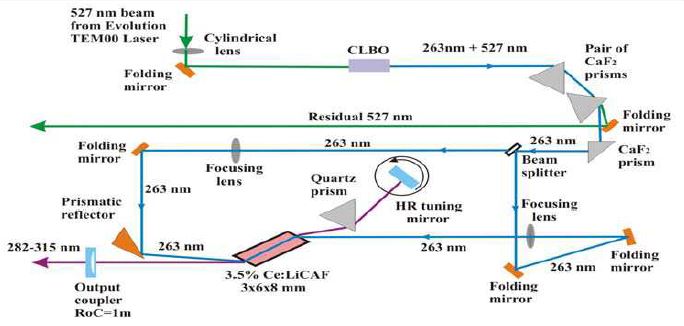 527 nm beam
from Evolution
TEM00 Laser
Cylindrical
lens
Folding
mirror
CLBO
263nm + 527 nm
Pair of
CaF₂
prisms
Residual 527 nm
Folding
mirror
Folding
mirror
263 nm
263 nm
CaF₂
prism
Focusing
lens
Beam
splitter
263 nm
Quartz
prism
HR tuning
mirror
Focusing
lens
Prismatic
reflector
282-315 nm
263 nm
263 nm
Folding
mirror
263 nm
Folding
mirror
3.5% Ce:LiCAF
3x6x8 mm
Output
coupler
RoC=1m